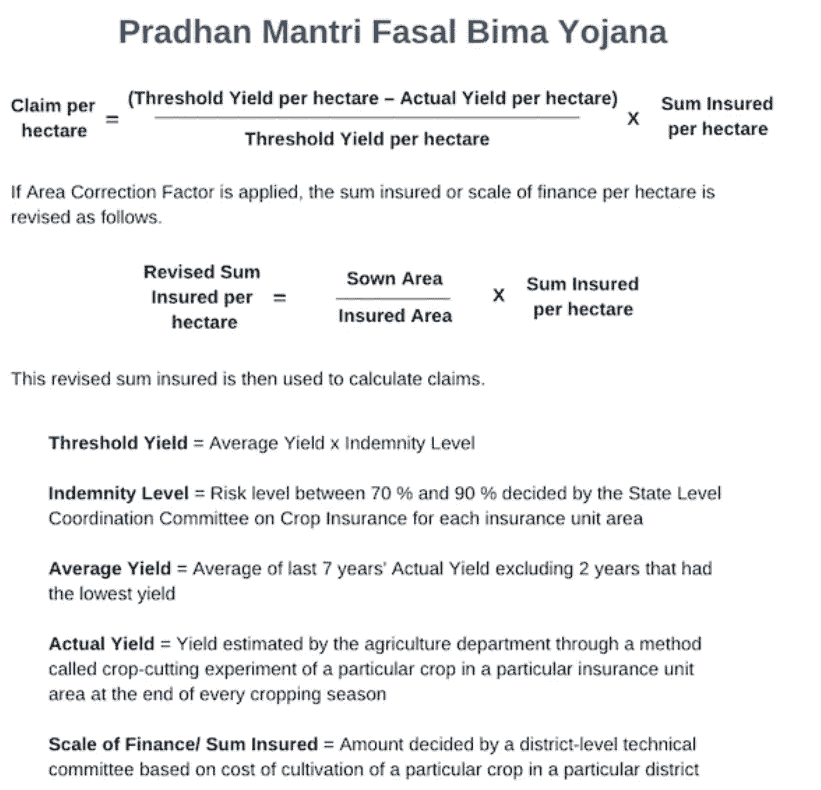 Pradhan Mantri Fasal Bima Yojana
Claim per hectare = (Threshold Yield per hectare – Actual Yield per hectare) / Threshold Yield per hectare X Sum Insured per hectare
If Area Correction Factor is applied, the sum insured or scale of finance per hectare is
revised as follows.
Revised Sum Insured per hectare = Sown Area / Insured Area X Sum Insured per hectare
This revised sum insured is then used to calculate claims.
Threshold Yield = Average Yield x Indemnity Level
Indemnity Level = Risk level between 70 % and 90 % decided by the State Level
Coordination Committee on Crop Insurance for each insurance unit area
Average Yield = Average of last 7 years' Actual Yield excluding 2 years that had
the lowest yield
Actual Yield = Yield estimated by the agriculture department through a method
called crop-cutting experiment of a particular crop in a particular insurance unit
area at the end of every cropping season
Scale of Finance/ Sum Insured = Amount decided by a district-level technical
committee based on cost of cultivation of a particular crop in a particular district